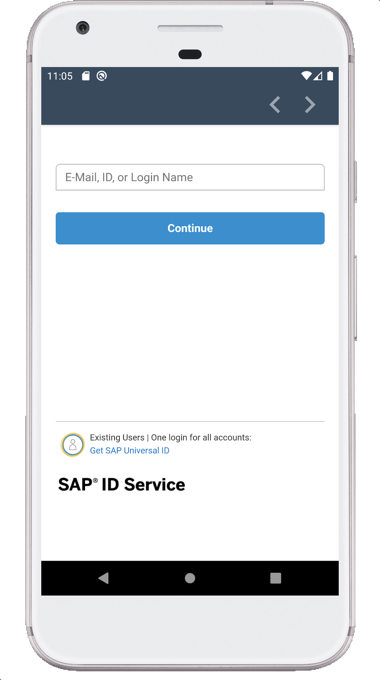 11:05
E-Mail, ID, or Login Name
Continue
Existing Users | One login for all accounts:
Get SAP Universal ID
SAP® ID Service